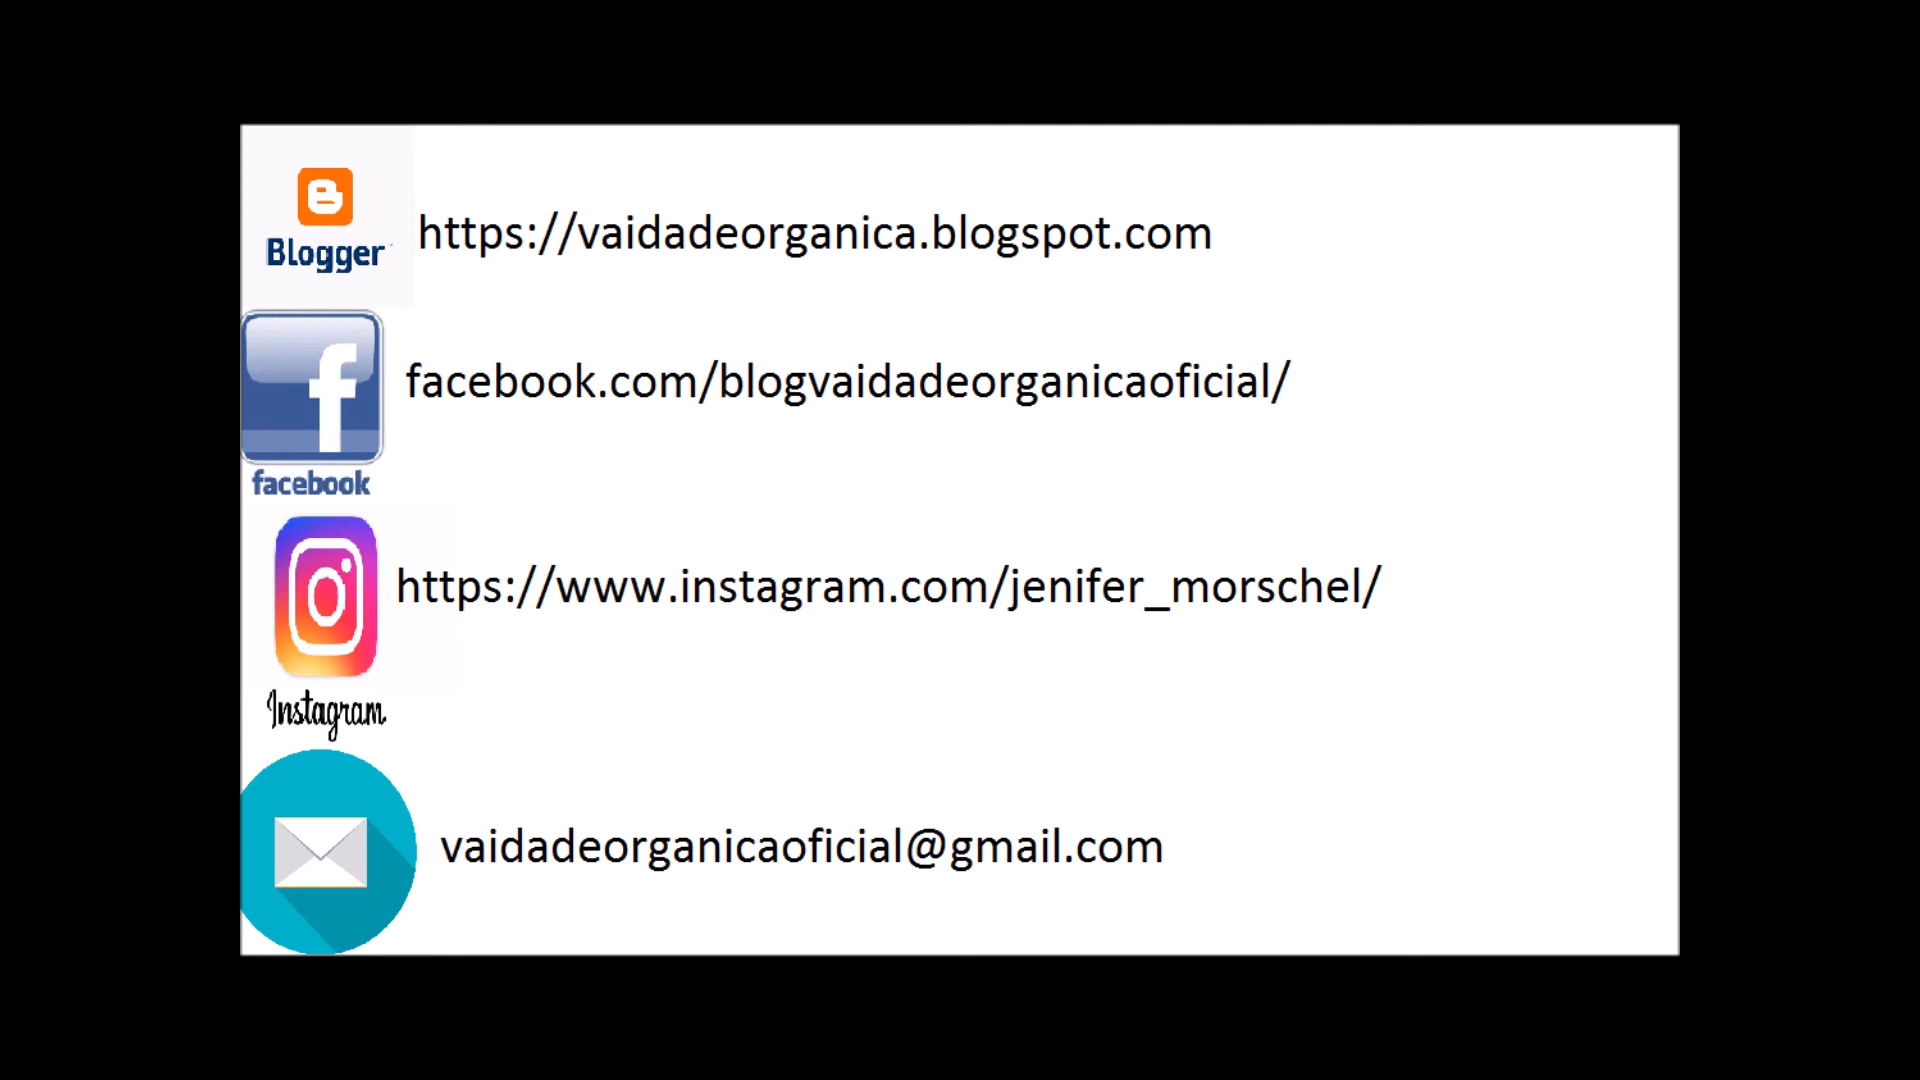 Blogger
https://vaidadeorganica.blogspot.com
facebook.com/blogvaidadeorganicaoficial/
facebook
https://www.instagram.com/jenifer_morschel/
Instagram
vaidadeorganicaoficial@gmail.com